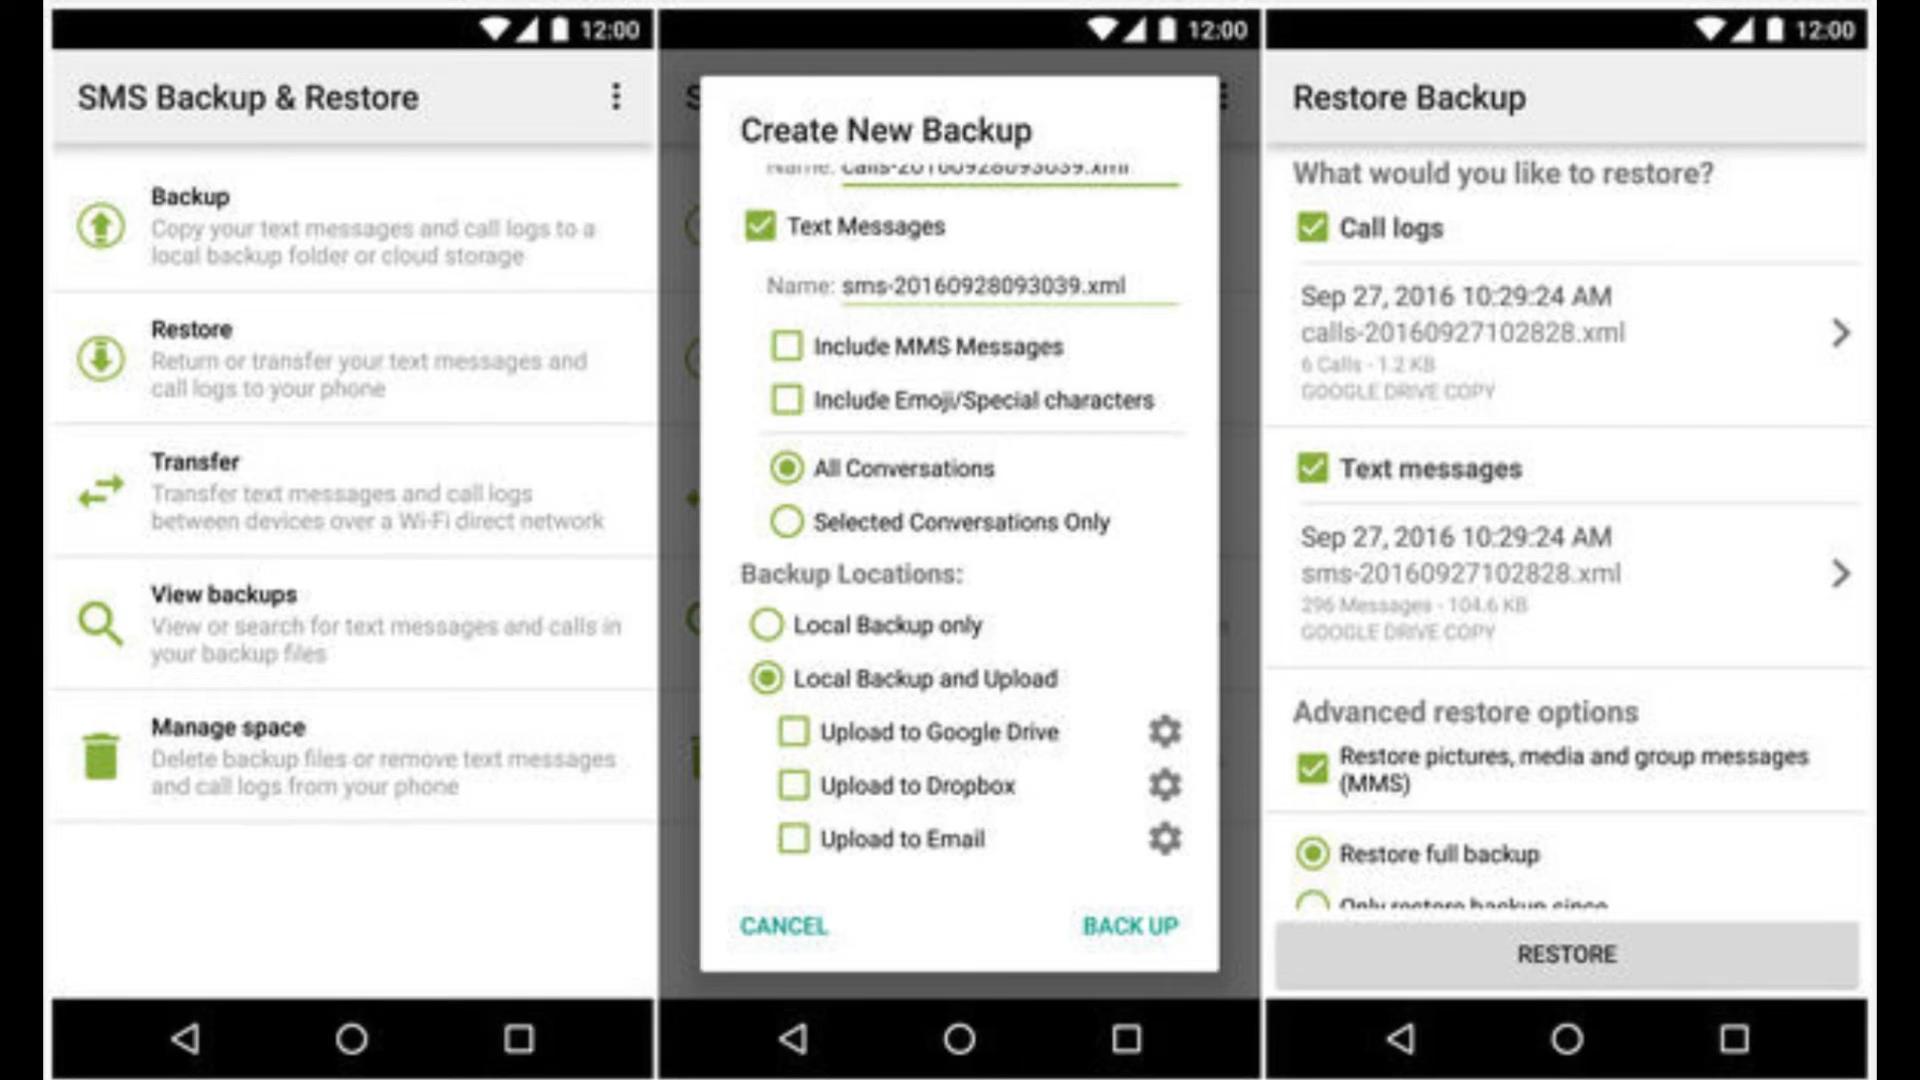 12:00
SMS Backup & Restore
Backup
Copy your text messages and call logs to a
local backup folder or cloud storage
Restore
Return or transfer your text messages and
call logs to your phone
Transfer
Transfer text messages and call logs
between devices over a Wi-Fi direct network
View backups
View or search for text messages and calls in
your backup files
Manage space
Delete backup files or remove text messages
and call logs from your phone
12:00
Create New Backup
Name: calls-20160928093039.xml
Text Messages
Name: sms-20160928093039.xml
Include MMS Messages
Include Emoji/Special characters
All Conversations
Selected Conversations Only
Backup Locations:
Local Backup only
Local Backup and Upload
Upload to Google Drive
Upload to Dropbox
Upload to Email
CANCEL
BACK UP
12:00
Restore Backup
What would you like to restore?
Call logs
Sep 27, 2016 10:29:24 AM
calls-20160927102828.xml
6 Calls - 1.2 KB
GOOGLE DRIVE COPY
Text messages
Sep 27, 2016 10:29:24 AM
sms-20160927102828.xml
296 Messages - 104.6 KB
GOOGLE DRIVE COPY
Advanced restore options
Restore pictures, media and group messages
(MMS)
Restore full backup
Only restore backup since
RESTORE